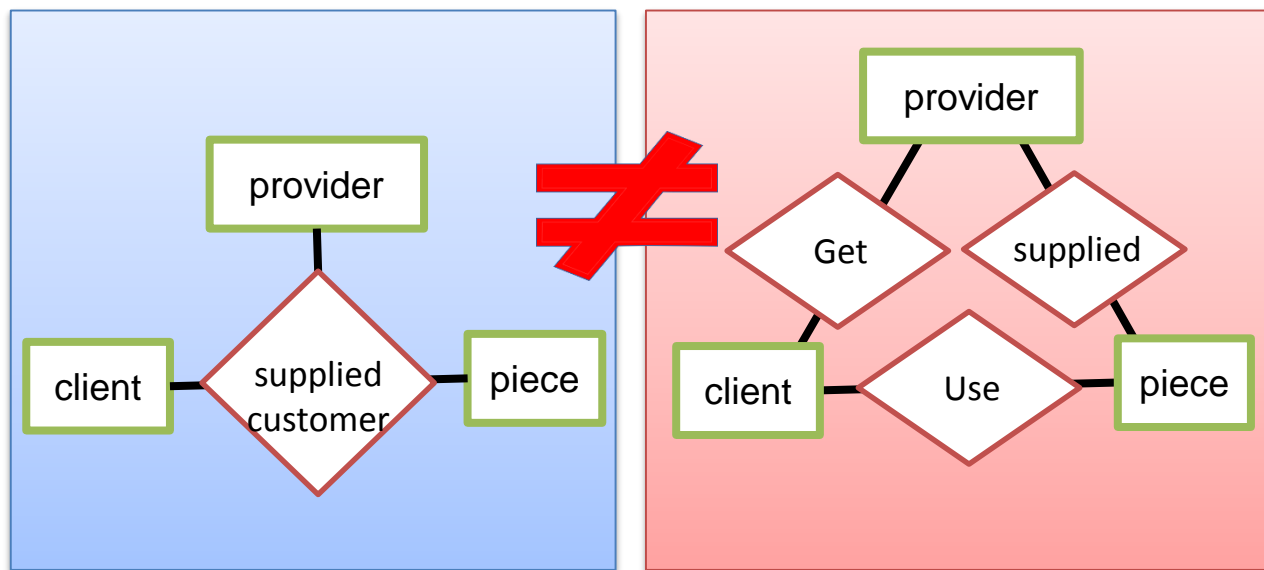 provider
client
supplied
customer
piece
≠
provider
Get
supplied
client
Use
piece